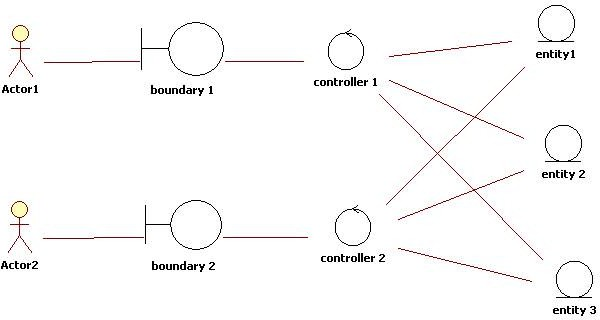 Actor1
boundary 1
controller 1
entity1
entity 2
Actor2
boundary 2
controller 2
entity 3